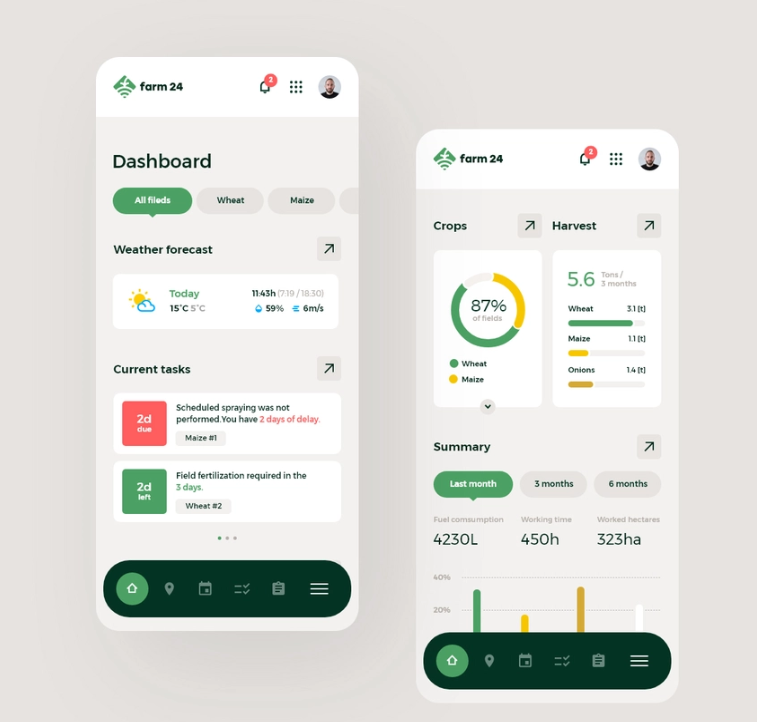 farm 24
2
Dashboard
All fileds
Wheat
Maize
Weather forecast
Today
15°C 5°C
11:43h (7:19 / 18:30)
59%
6m/s
Current tasks
2d
due
Scheduled spraying was not
performed.You have 2 days of delay.
Maize #1
2d
left
Field fertilization required in the
3 days.
Wheat #2
farm 24
2
Crops
Harvest
87%
of fields
Wheat
Maize
5.6
Tons /
3 months
Wheat 3.1 [t]
Maize 1.1 [t]
Onions 1.4 [t]
Summary
Last month
3 months
6 months
Fuel comsumption
Working time
Worked hectares
4230L
450h
323ha
40%
20%